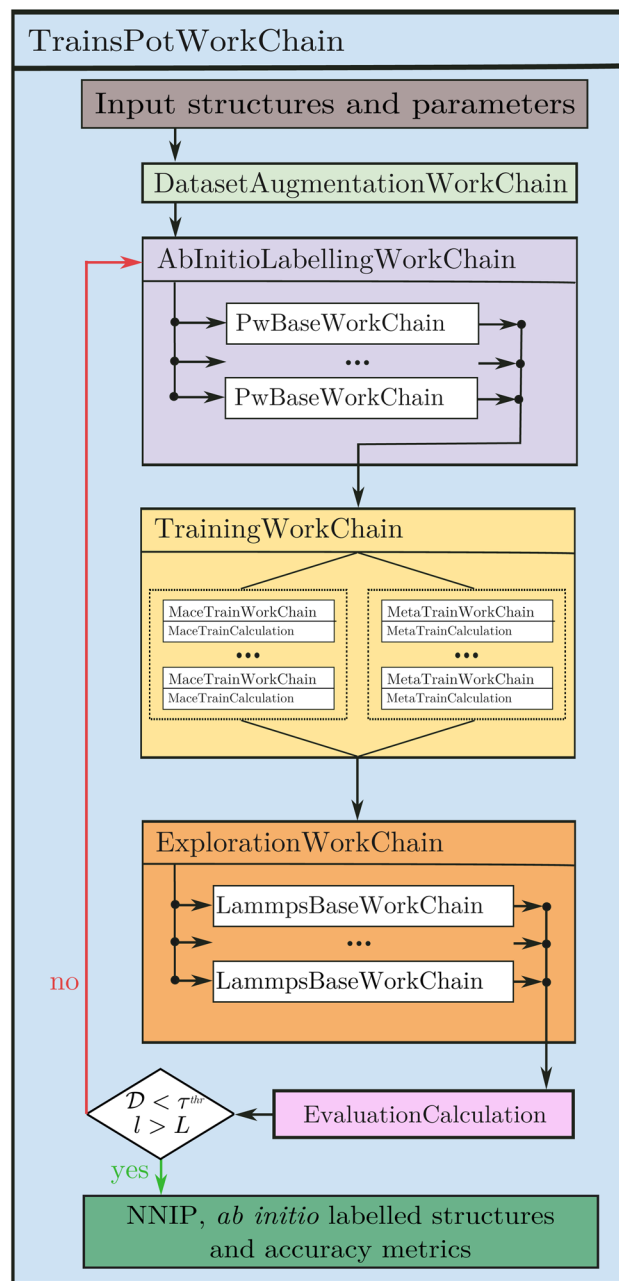 TrainsPotWorkChain
Input structures and parameters
DatasetAugmentationWorkChain
AbInitioLabellingWorkChain
PwBaseWorkChain
...
PwBaseWorkChain
TrainingWorkChain
MaceTrainWorkChain
MaceTrainCalculation
...
MaceTrainWorkChain
MaceTrainCalculation
MetaTrainWorkChain
MetaTrainCalculation
...
MetaTrainWorkChain
MetaTrainCalculation
ExplorationWorkChain
LammpsBaseWorkChain
...
LammpsBaseWorkChain
no
EvaluationCalculation
𝒟 < τᵗʰʳ
l > L
yes
NNIP, ab initio labelled structures
and accuracy metrics